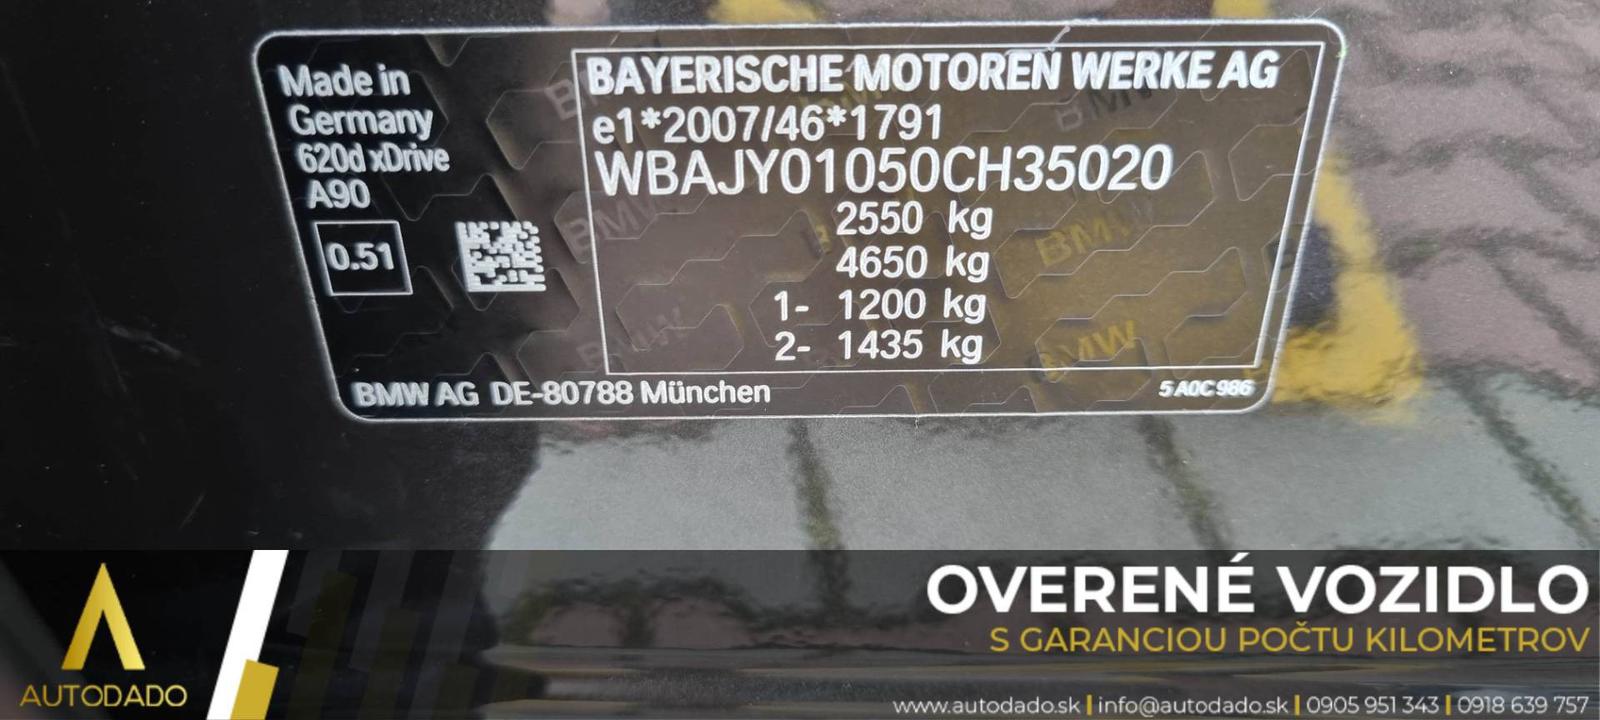 Made in
Germany
620d xDrive
A90
0.51
BAYERISCHE MOTOREN WERKE AG
e1*2007/46*1791
WBAJY01050CH35020
2550 kg
4650 kg
1- 1200 kg
2- 1435 kg
BMW AG DE-80788 München
5 A0C 986
AUTODADO
OVERENÉ VOZIDLO
S GARANCIOU POČTU KILOMETROV
www.autodado.sk | info@autodado.sk | 0905 951 343 | 0918 639 757